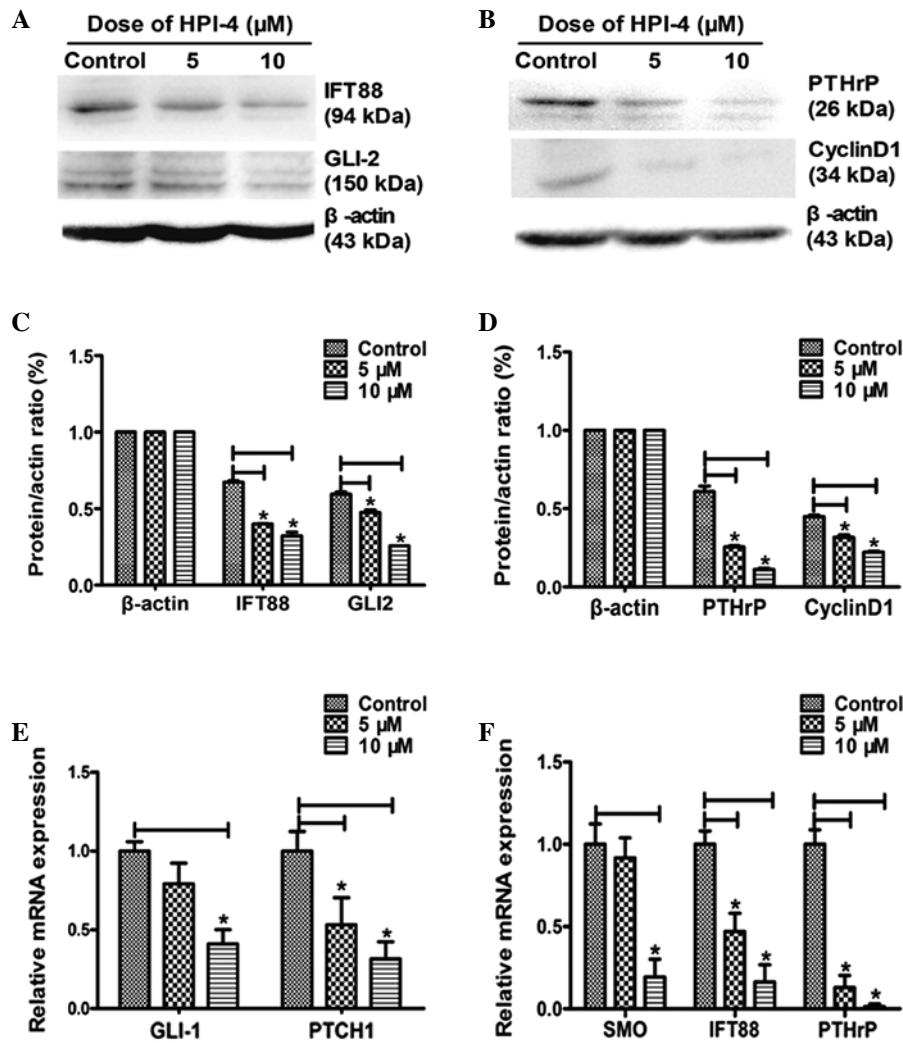 A
Dose of HPI-4 (µM)
Control 5 10
IFT88
(94 kDa)
GLI-2
(150 kDa)
β -actin
(43 kDa)
B
Dose of HPI-4 (µM)
Control 5 10
PTHrP
(26 kDa)
CyclinD1
(34 kDa)
β -actin
(43 kDa)
C
Control
5 µM
10 µM
Protein/actin ratio (%)
1.5
1.0
0.5
0.0
* * * *
β-actin IFT88 GLI2
D
Control
5 µM
10 µM
Protein/actin ratio (%)
1.5
1.0
0.5
0.0
* * * *
β-actin PTHrP CyclinD1
E
Control
5 µM
10 µM
Relative mRNA expression
1.5
1.0
0.5
0.0
* * *
GLI-1 PTCH1
F
Control
5 µM
10 µM
Relative mRNA expression
1.5
1.0
0.5
0.0
* * * * *
SMO IFT88 PTHrP